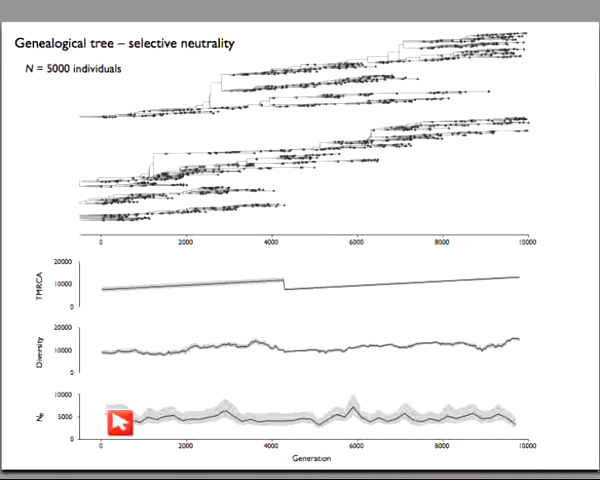 Genealogical tree – selective neutrality
N = 5000 individuals
0 2000 4000 6000 8000 10000
TMRCA
20000
10000
0
Diversity
20000
10000
0
Ne
10000
5000
0
0 2000 4000 6000 8000 10000
Generation